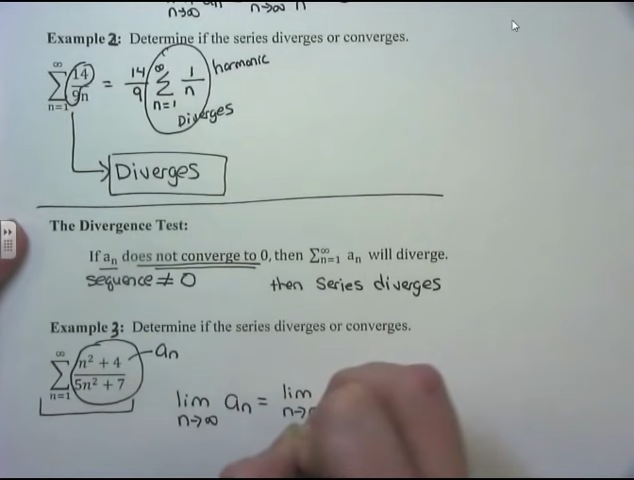 n→∞ n→∞ n
Example 2: Determine if the series diverges or converges.
∞ ∑ n=1 14/9n = 14/9 ∞ ∑ n=1 1/n harmonic
Diverges
Diverges
The Divergence Test:
If aₙ does not converge to 0, then ∑∞n=1 aₙ will diverge.
sequence ≠ 0 then series diverges
Example 3: Determine if the series diverges or converges.
∞ ∑ n=1 n² + 4 / 5n² + 7 aₙ
lim n→∞ aₙ = lim n→